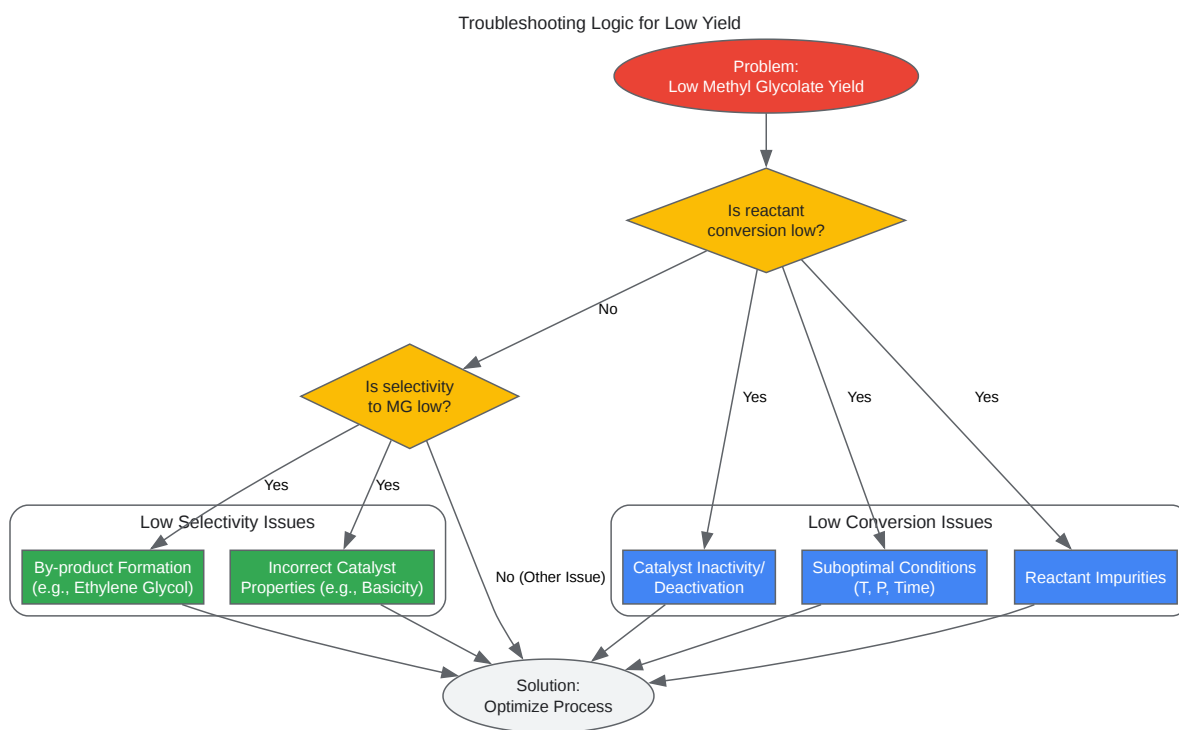 Troubleshooting Logic for Low Yield
Problem:
Low Methyl Glycolate Yield
Is reactant
conversion low?
No
Is selectivity
to MG low?
Yes
Yes
Yes
Yes
Yes
Low Selectivity Issues
Low Conversion Issues
By-product Formation
(e.g., Ethylene Glycol)
Incorrect Catalyst
Properties (e.g., Basicity)
No (Other Issue)
Catalyst Inactivity/
Deactivation
Suboptimal Conditions
(T, P, Time)
Reactant Impurities
Solution:
Optimize Process